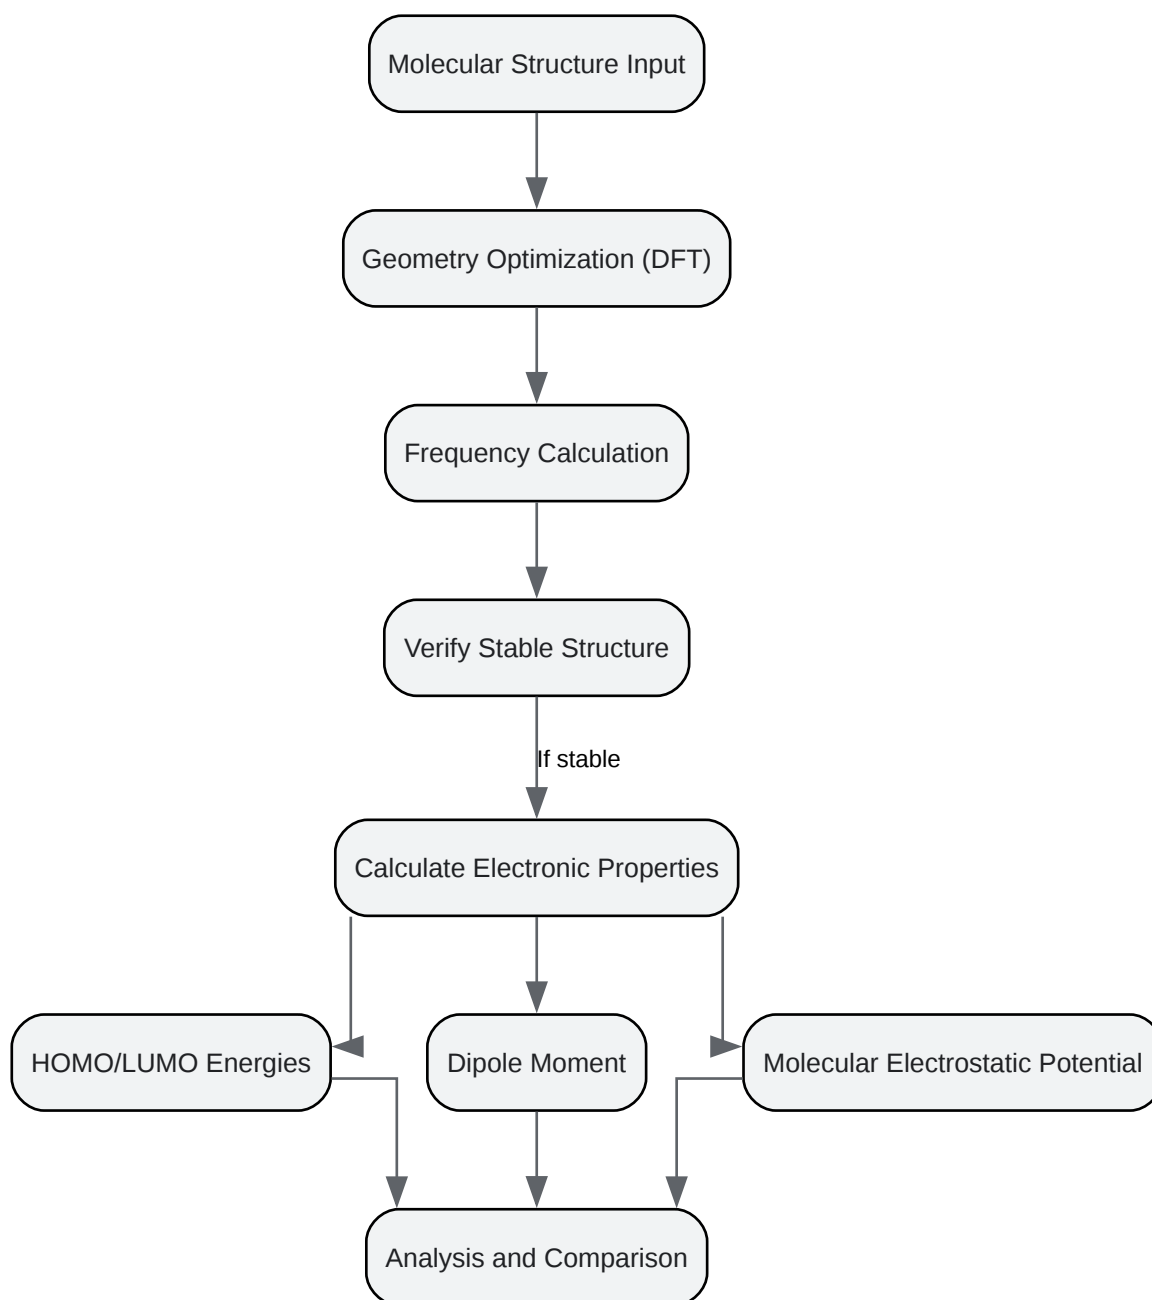 Molecular Structure Input
Geometry Optimization (DFT)
Frequency Calculation
Verify Stable Structure
If stable
Calculate Electronic Properties
HOMO/LUMO Energies
Dipole Moment
Molecular Electrostatic Potential
Analysis and Comparison